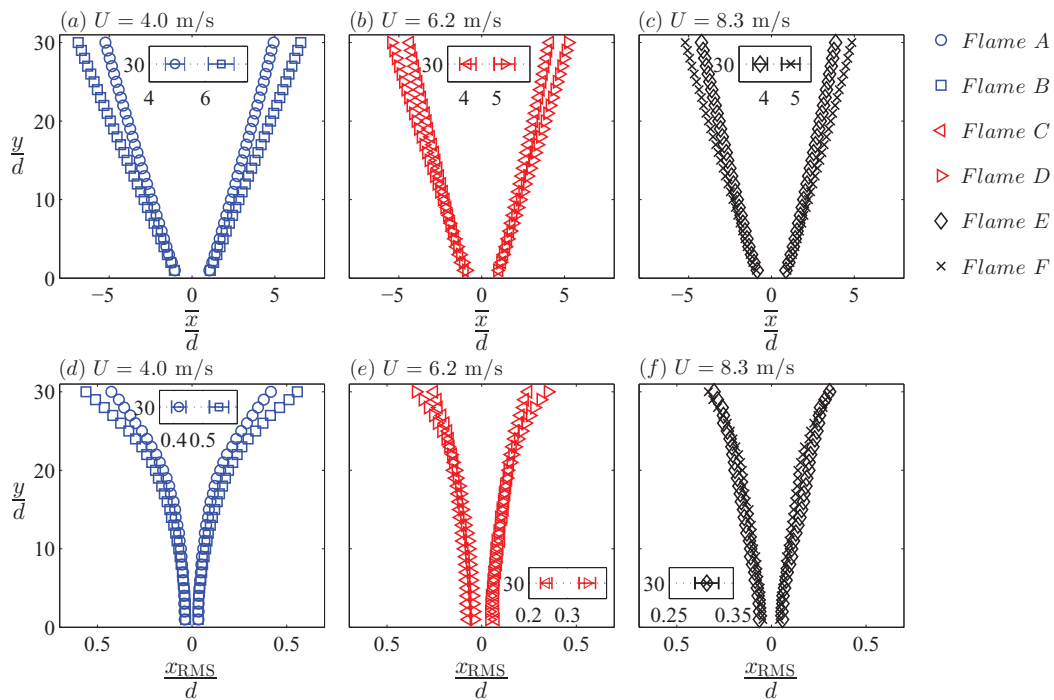 (a) U = 4.0 m/s
(b) U = 6.2 m/s
(c) U = 8.3 m/s
30
20
10
0
y/d
30
4 6
30
4 5
30
4 5
−5 0 5
−5 0 5
−5 0 5
x̅/d
x̅/d
x̅/d
Flame A
Flame B
Flame C
Flame D
Flame E
Flame F
(d) U = 4.0 m/s
(e) U = 6.2 m/s
(f) U = 8.3 m/s
30
20
10
0
y/d
30
0.4 0.5
30
0.2 0.3
30
0.25 0.35
0.5 0 0.5
0.5 0 0.5
0.5 0 0.5
xRMS/d
xRMS/d
xRMS/d